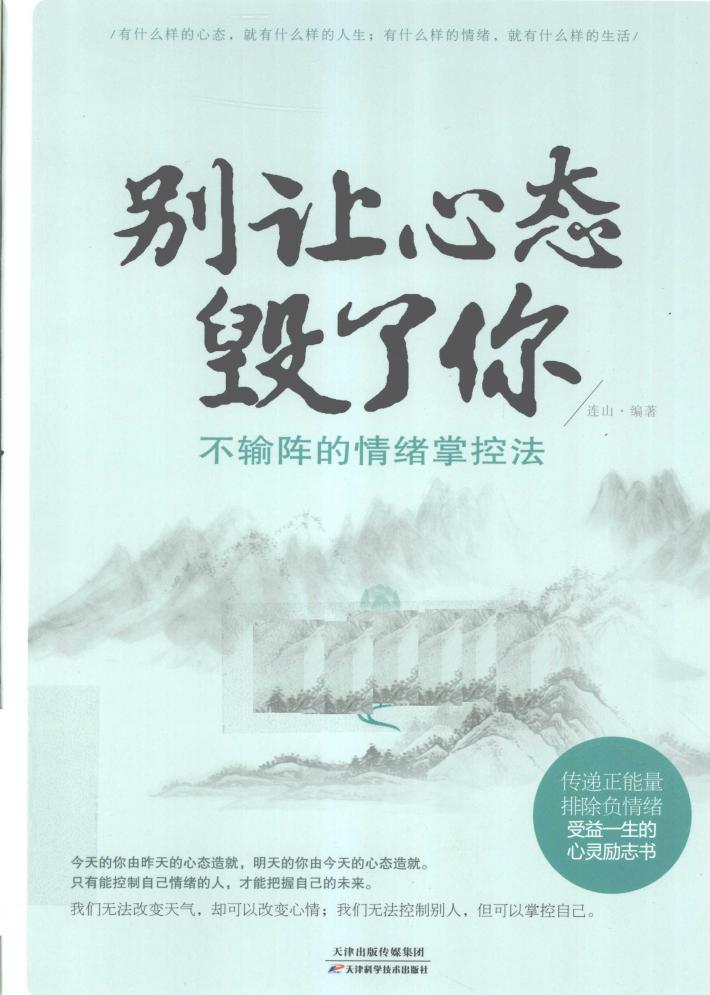 /有什么样的心态，就有什么样的人生；有什么样的情绪，就有什么样的生活/
别让心态
毁了你
连山·编著
不输阵的情绪掌控法
传递正能量
排除负情绪
受益一生的
心灵励志书
今天的你由昨天的心态造就，明天的你由今天的心态造就。
只有能控制自己情绪的人，才能把握自己的未来。
我们无法改变天气，却可以改变心情；我们无法控制别人，但可以掌控自己。
天津出版传媒集团
天津科学技术出版社